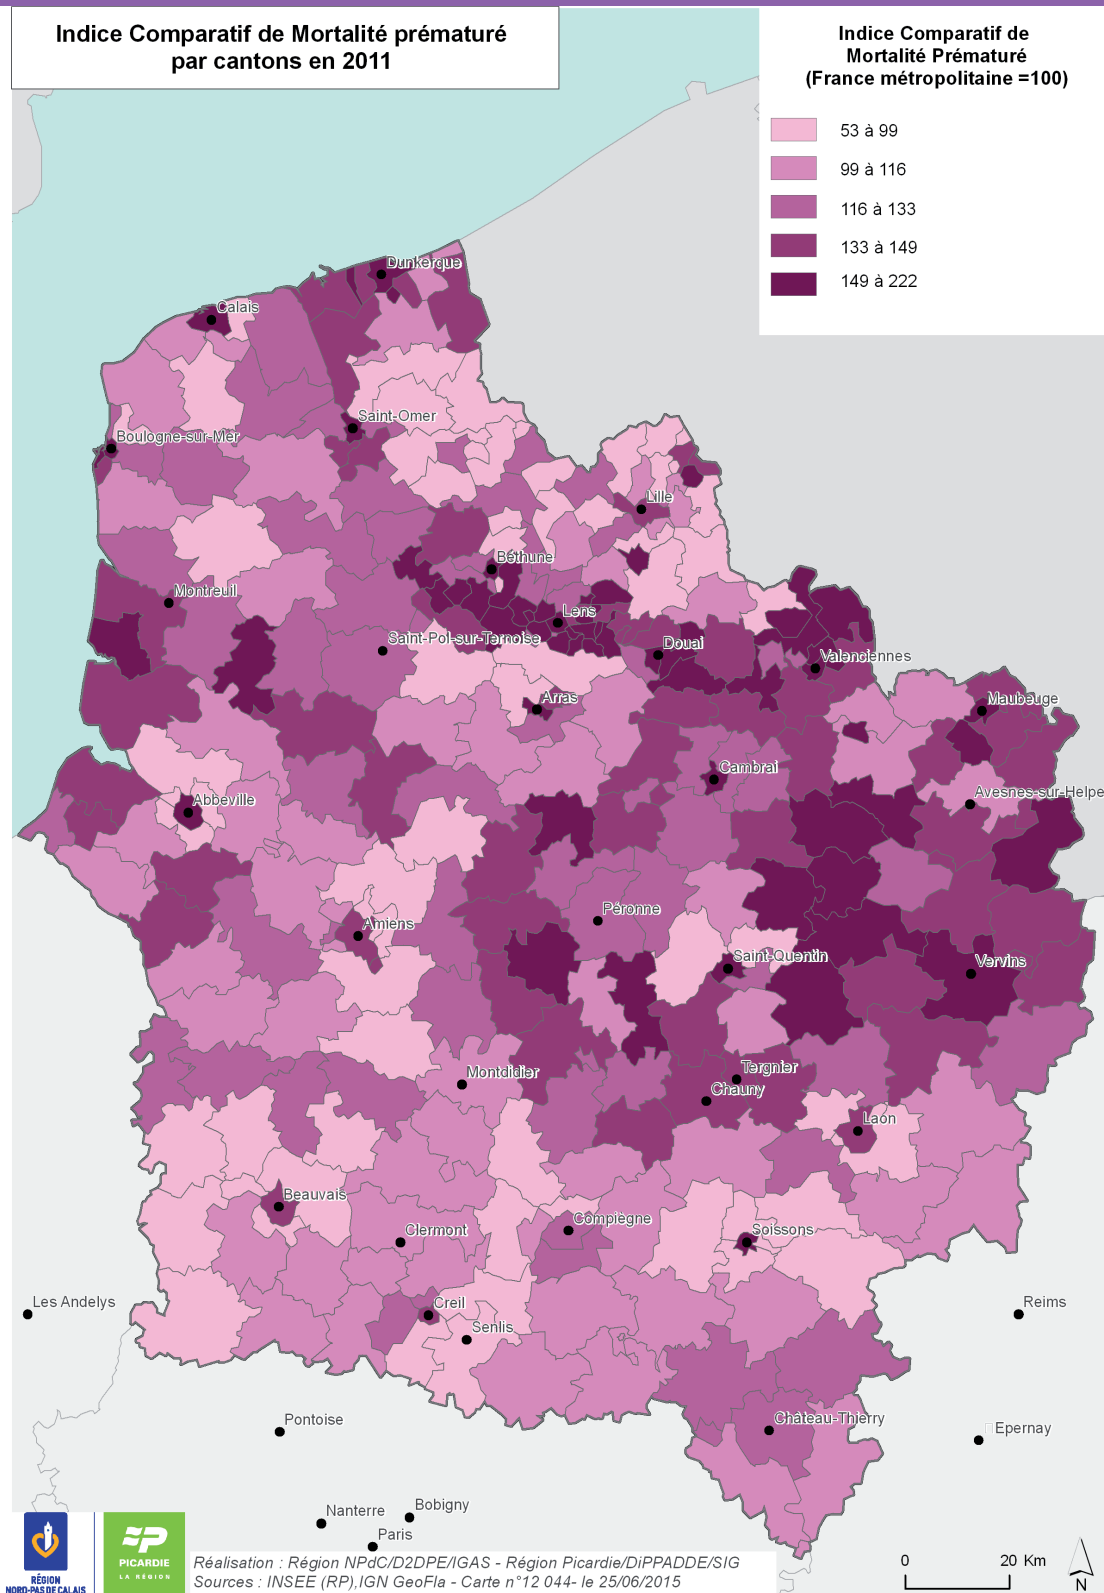 Indice Comparatif de Mortalité prématuré
par cantons en 2011
Indice Comparatif de
Mortalité Prématuré
(France métropolitaine =100)
53 à 99
99 à 116
116 à 133
133 à 149
149 à 222
Dunkerque
Calais
Saint-Omer
Boulogne-sur-Mer
Lille
Béthune
Montreuil
Lens
Saint-Pol-sur-Ternoise
Douai
Valenciennes
Arras
Maubeuge
Cambrai
Avesnes-sur-Helpe
Abbeville
Péronne
Amiens
Saint-Quentin
Vervins
Montdidier
Tergnier
Chauny
Laon
Beauvais
Compiègne
Clermont
Soissons
Les Andelys
Creil
Reims
Senlis
Pontoise
Château-Thierry
Epernay
Nanterre
Bobigny
Paris
RÉGION
NORD-PAS DE CALAIS
PICARDIE
LA RÉGION
Réalisation : Région NPdC/D2DPE/IGAS - Région Picardie/DiPPADDE/SIG
Sources : INSEE (RP),IGN GeoFla - Carte n°12 044- le 25/06/2015
0 20 Km
N